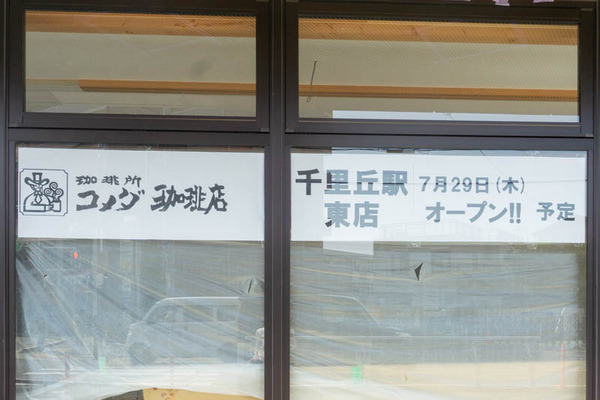 珈琲所
コメダ珈琲店
千里丘駅 7月29日(木)
東店 オープン!! 予定